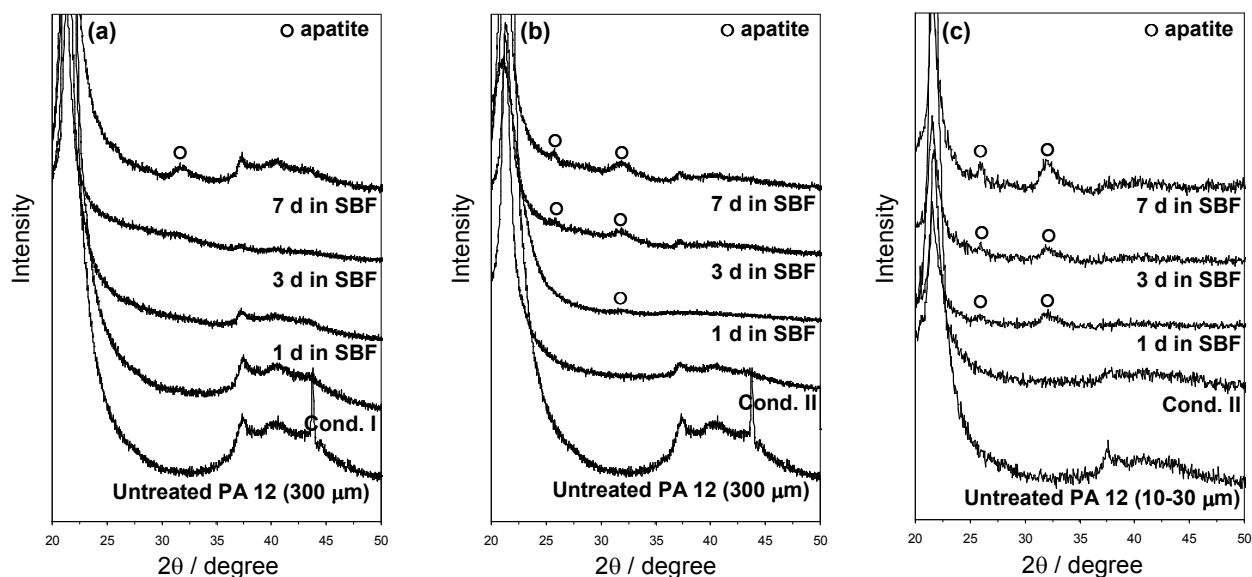 (a)
O apatite
7 d in SBF
3 d in SBF
1 d in SBF
Cond. I
Untreated PA 12 (300 μm)
Intensity
20 25 30 35 40 45 50
2θ / degree
(b)
O apatite
7 d in SBF
3 d in SBF
1 d in SBF
Cond. II
Untreated PA 12 (300 μm)
Intensity
20 25 30 35 40 45 50
2θ / degree
(c)
O apatite
7 d in SBF
3 d in SBF
1 d in SBF
Cond. II
Untreated PA 12 (10-30 μm)
Intensity
20 25 30 35 40 45 50
2θ / degree